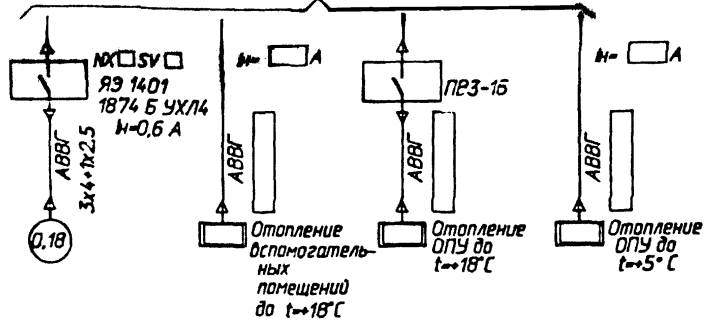 NX□ SV□
ЯЭ 1401
1874 Б УХЛ4
Iн=0,6 А
АВВГ
3х4+1х2,5
0,18
Iн= А
АВВГ
Отопление
вспомогатель-
ных
помещений
до t=+18°С
ПВЗ-16
АВВГ
Отопление
ОПУ до
t=+18°С
Iн= А
АВВГ
Отопление
ОПУ до
t=+5°С